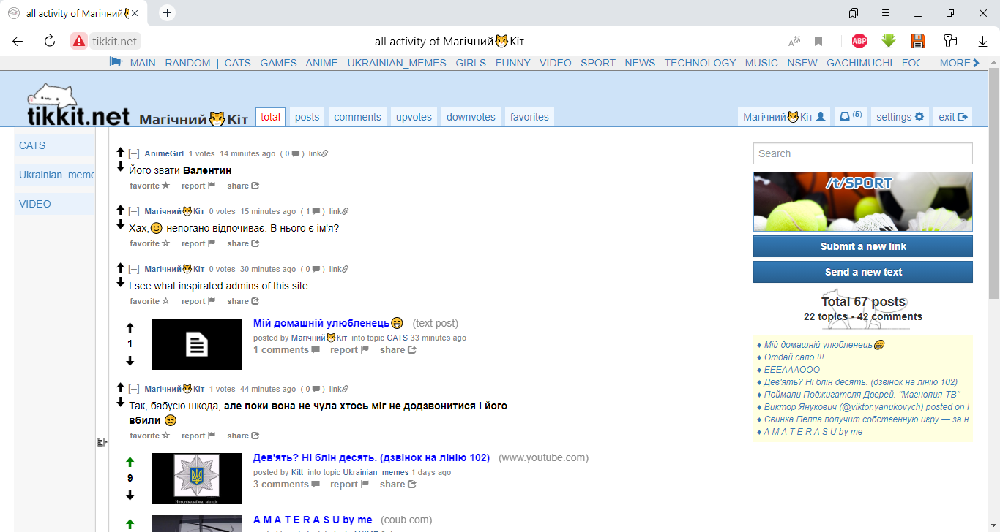 all activity of Магічний🐱
tikkit.net
all activity of Магічний🐱Кіт
ABP
MAIN - RANDOM | CATS - GAMES - ANIME - UKRAINIAN_MEMES - GIRLS - FUNNY - VIDEO - SPORT - NEWS - TECHNOLOGY - MUSIC - NSFW - GACHIMUCHI - FOO
MORE
tikkit.net
Магічний🐱Кіт
total posts comments upvotes downvotes favorites
Магічний🐱Кіт (5) settings exit
CATS
Ukrainian_meme
VIDEO
[–] AnimeGirl 1 votes 14 minutes ago ( 0 ) link
Його звати Валентин
favorite ★ report share
[–] Магічний🐱Кіт 0 votes 15 minutes ago ( 1 ) link
Хах,🙂 непогано відпочиває. В нього є ім'я?
favorite ☆ report share
[–] Магічний🐱Кіт 0 votes 30 minutes ago ( 0 ) link
I see what inspirated admins of this site
favorite ☆ report share
1
Мій домашній улюбленець😁 (text post)
posted by Магічний🐱Кіт into topic CATS 33 minutes ago
1 comments report share
[–] Магічний🐱Кіт 1 votes 44 minutes ago ( 0 ) link
Так, бабусю шкода, але поки вона не чула хтось міг не додзвонитися і його
вбили 😒
favorite ☆ report share
9
Новомиколаївка, міліція
Дев'ять? Ні блін десять. (дзвінок на лінію 102) (www.youtube.com)
posted by Kitt into topic Ukrainian_memes 1 days ago
3 comments report share
A M A T E R A S U by me (coub.com)
Search
/t/SPORT
Submit a new link
Send a new text
Total 67 posts
22 topics - 42 comments
♦ Мій домашній улюбленець😁
♦ Отдай сало !!!
♦ ЕЕЕАААООО
♦ Дев'ять? Ні блін десять. (дзвінок на лінію 102)
♦ Поймали Поджигателя Дверей. "Магнолия-ТВ"
♦ Виктор Янукович (@viktor.yanukovych) posted on I
♦ Свинка Пеппа получит собственную игру — за н
♦ A M A T E R A S U by me